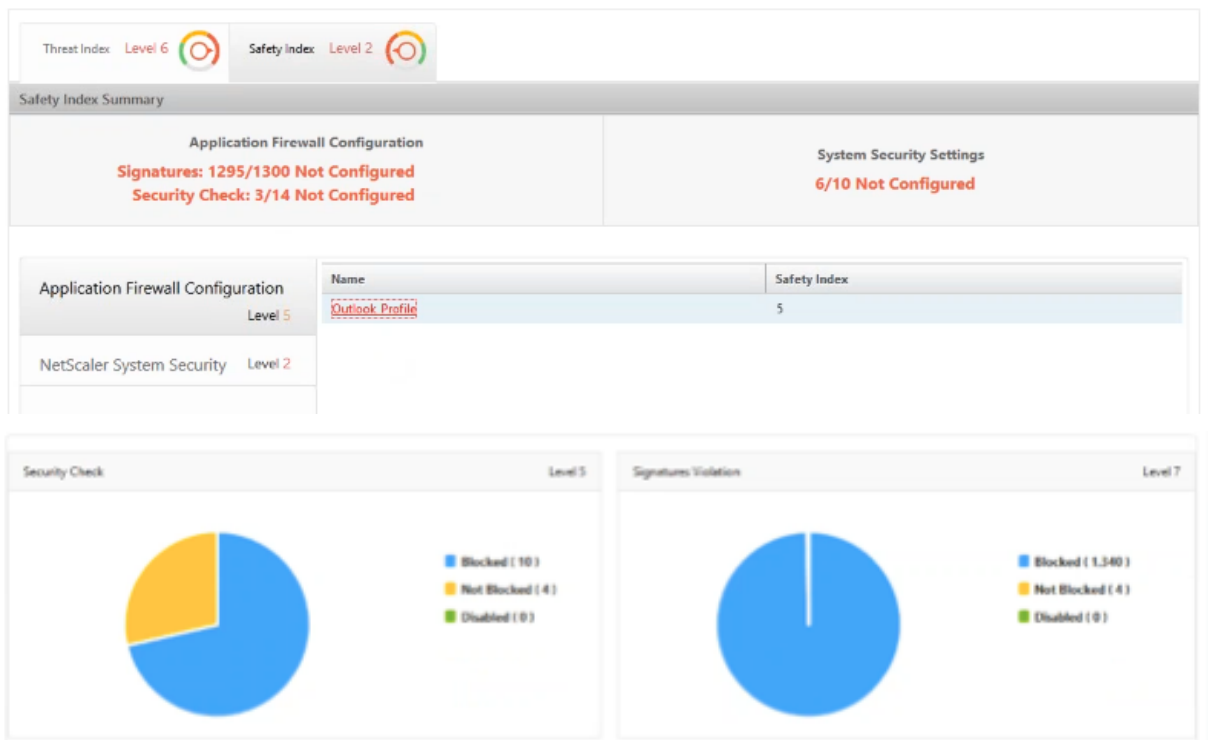 Threat Index Level 6 Safety Index Level 2
Safety Index Summary
Application Firewall Configuration
Signatures: 1295/1300 Not Configured
Security Check: 3/14 Not Configured
System Security Settings
6/10 Not Configured
Application Firewall Configuration
Level 5
NetScaler System Security Level 2
Name Safety Index
Outlook Profile 5
Security Check Level 5
Blocked ( 10 )
Not Blocked ( 4 )
Disabled ( 0 )
Signatures Violation Level 7
Blocked ( 1.340 )
Not Blocked ( 4 )
Disabled ( 0 )